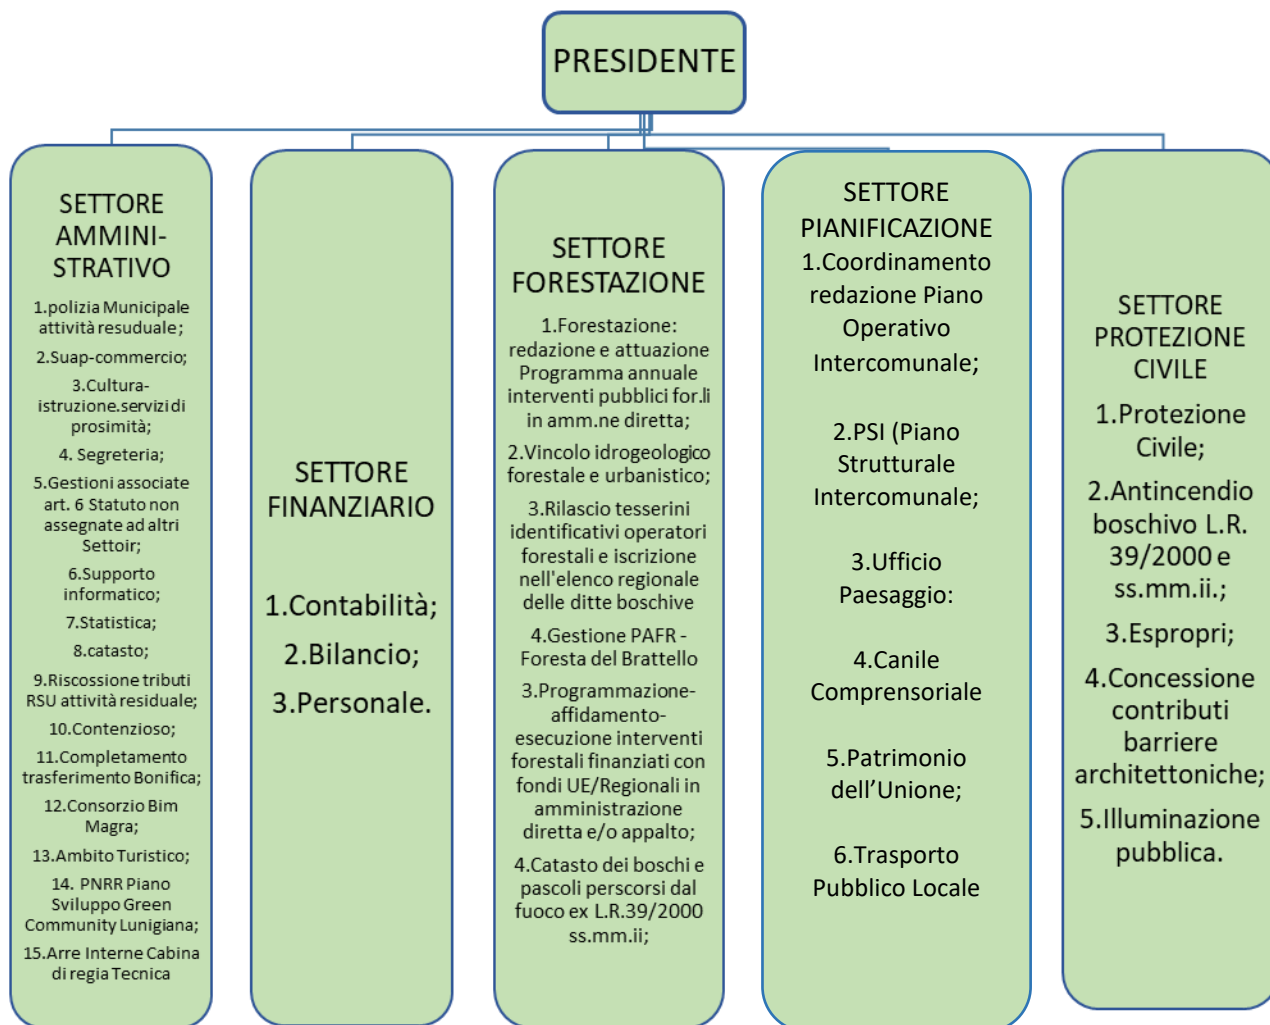 PRESIDENTE
SETTORE
AMMINI-
STRATIVO
1.polizia Municipale
attività resuduale;
2.Suap-commercio;
3.Cultura-
istruzione.servizi di
prosimità;
4. Segreteria;
5.Gestioni associate
art. 6 Statuto non
assegnate ad altri
Settoir;
6.Supporto
informatico;
7.Statistica;
8.catasto;
9.Riscossione tributi
RSU attività residuale;
10.Contenzioso;
11.Completamento
trasferimento Bonifica;
12.Consorzio Bim
Magra;
13.Ambito Turistico;
14. PNRR Piano
Sviluppo Green
Community Lunigiana;
15.Arre Interne Cabina
di regia Tecnica
SETTORE
FINANZIARIO
1.Contabilità;
2.Bilancio;
3.Personale.
SETTORE
FORESTAZIONE
1.Forestazione:
redazione e attuazione
Programma annuale
interventi pubblici for.li
in amm.ne diretta;
2.Vincolo idrogeologico
forestale e urbanistico;
3.Rilascio tesserini
identificativi operatori
forestali e iscrizione
nell'elenco regionale
delle ditte boschive
4.Gestione PAFR -
Foresta del Brattello
3.Programmazione-
affidamento-
esecuzione interventi
forestali finanziati con
fondi UE/Regionali in
amministrazione
diretta e/o appalto;
4.Catasto dei boschi e
pascoli perscorsi dal
fuoco ex L.R.39/2000
ss.mm.ii;
SETTORE
PIANIFICAZIONE
1.Coordinamento
redazione Piano
Operativo
Intercomunale;
2.PSI (Piano
Strutturale
Intercomunale;
3.Ufficio
Paesaggio:
4.Canile
Comprensoriale
5.Patrimonio
dell’Unione;
6.Trasporto
Pubblico Locale
SETTORE
PROTEZIONE
CIVILE
1.Protezione
Civile;
2.Antincendio
boschivo L.R.
39/2000 e
ss.mm.ii.;
3.Espropri;
4.Concessione
contributi
barriere
architettoniche;
5.Illuminazione
pubblica.